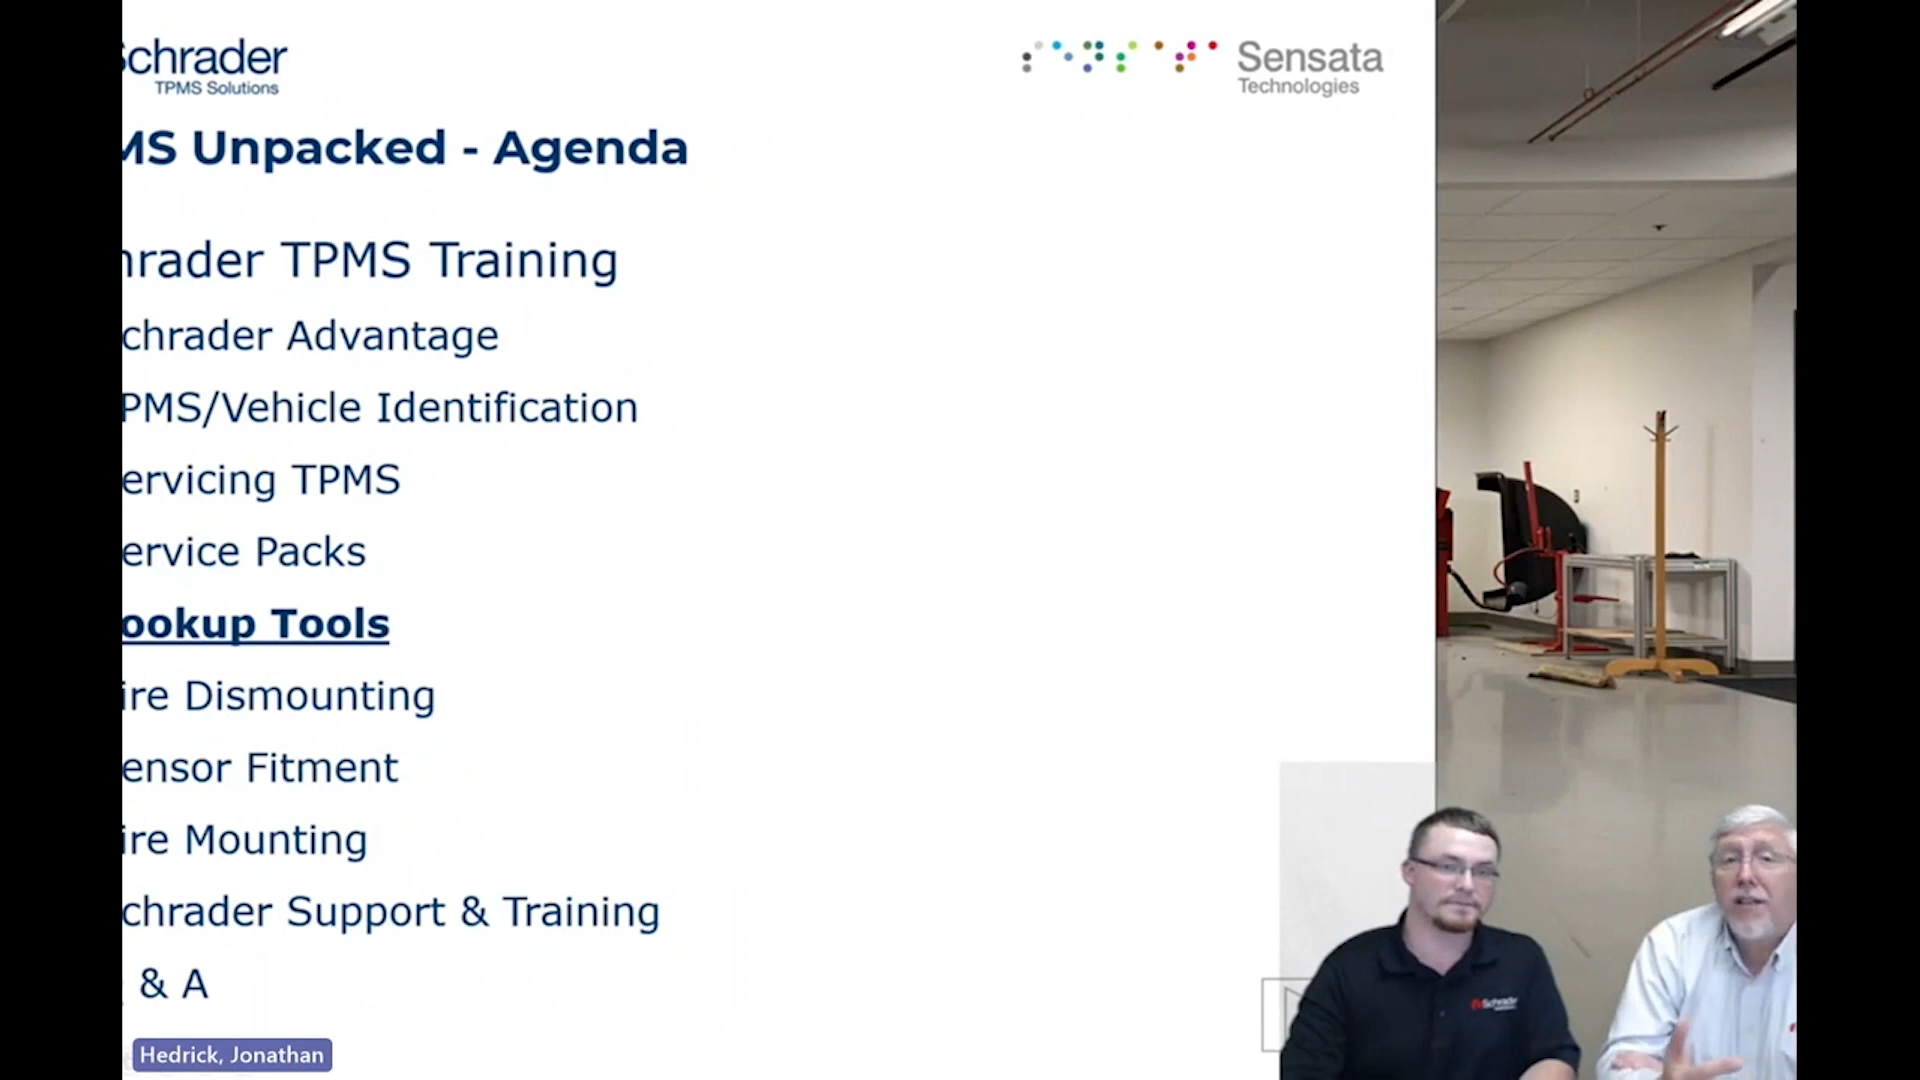 Schrader
TPMS Solutions
Sensata
Technologies
MS Unpacked - Agenda
hrader TPMS Training
chrader Advantage
PMS/Vehicle Identification
ervicing TPMS
ervice Packs
ookup Tools
ire Dismounting
ensor Fitment
ire Mounting
chrader Support & Training
& A
Hedrick, Jonathan
Schrader